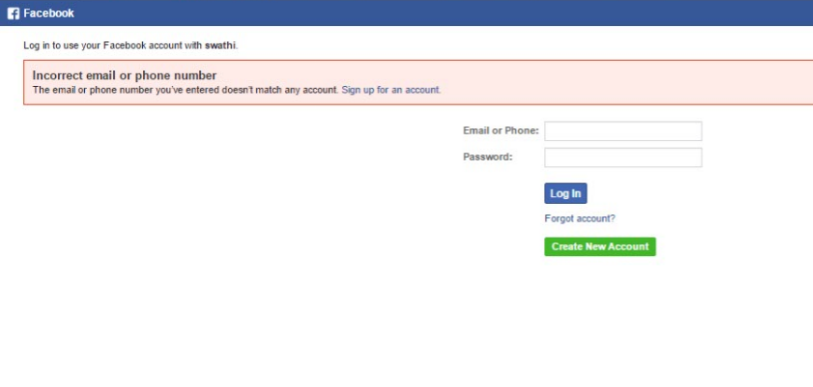 Facebook
Log in to use your Facebook account with swathi.
Incorrect email or phone number
The email or phone number you've entered doesn't match any account. Sign up for an account.
Email or Phone:
Password:
Log In
Forgot account?
Create New Account